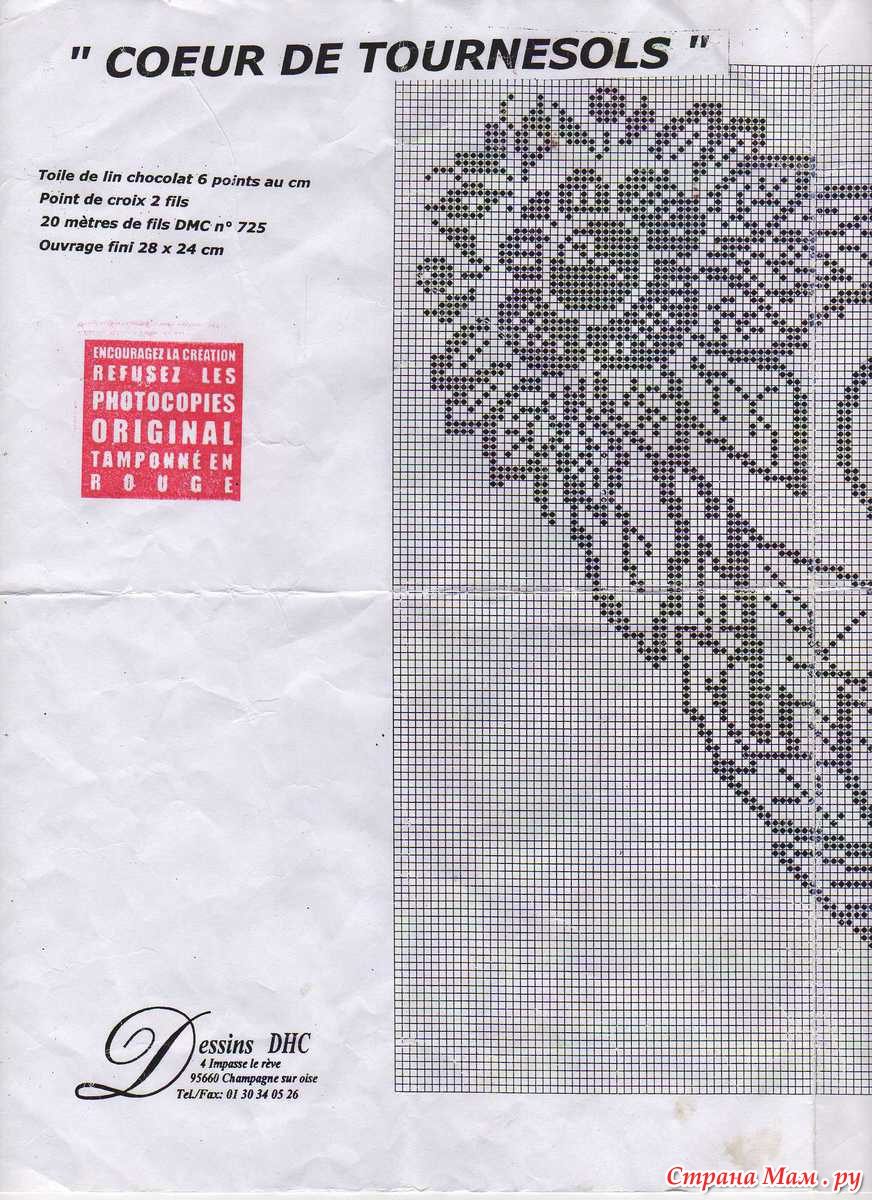 " COEUR DE TOURNESOLS "
Toile de lin chocolat 6 points au cm
Point de croix 2 fils
20 mètres de fils DMC n° 725
Ouvrage fini 28 x 24 cm
ENCOURAGEZ LA CRÉATION
REFUSEZ LES
PHOTOCOPIES
ORIGINAL
TAMPONNÉ EN
ROUGE
Dessins DHC
4 Impasse le rève
95660 Champagne sur oise
Tel./Fax: 01 30 34 05 26
Страна Мам.ру